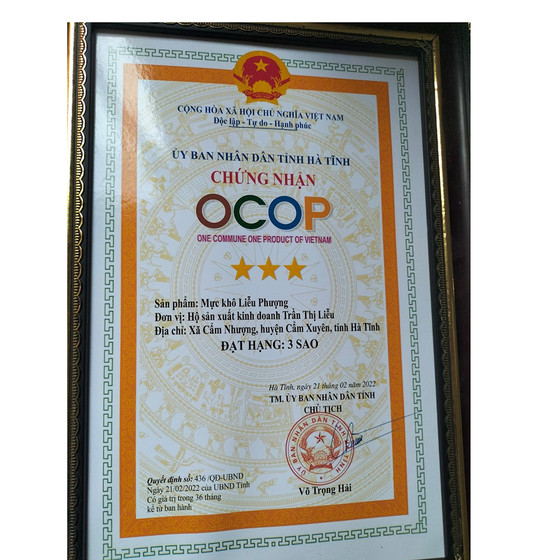 CỘNG HÒA XÃ HỘI CHỦ NGHĨA VIỆT NAM
Độc lập - Tự do - Hạnh phúc
ỦY BAN NHÂN DÂN TỈNH HÀ TĨNH
CHỨNG NHẬN
OCOP
ONE COMMUNE ONE PRODUCT OF VIETNAM
Sản phẩm: Mực khô Liễu Phượng
Đơn vị: Hộ sản xuất kinh doanh Trần Thị Liễu
Địa chỉ: Xã Cẩm Nhượng, huyện Cẩm Xuyên, tỉnh Hà Tĩnh
ĐẠT HẠNG: 3 SAO
Hà Tĩnh, ngày 21 tháng 02 năm 2022
TM. ỦY BAN NHÂN DÂN TỈNH
CHỦ TỊCH
Võ Trọng Hải
Quyết định số: 436 /QĐ-UBND
Ngày 21/02/2022 của UBND Tỉnh
Có giá trị trong 36 tháng
kể từ ban hành